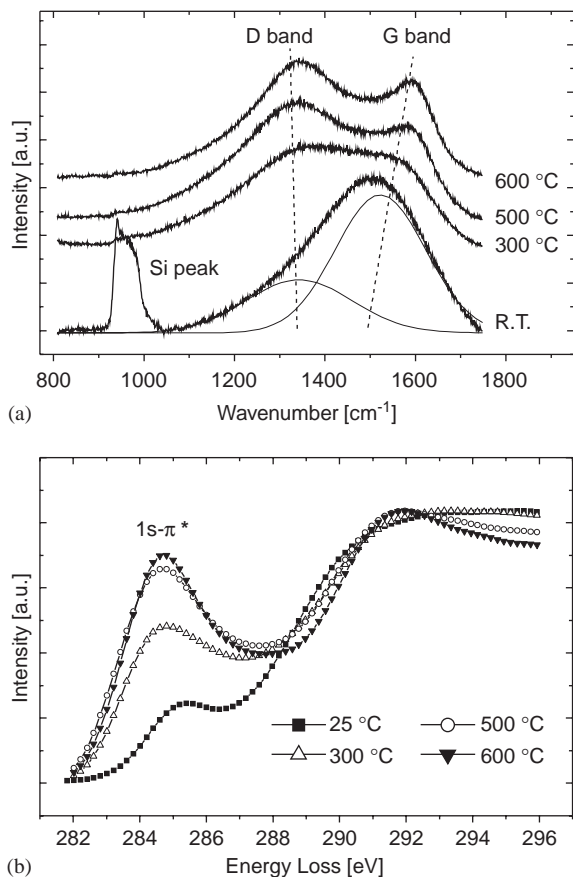 D band G band
Intensity [a.u.]
600 °C
500 °C
300 °C
Si peak
R.T.
800 1000 1200 1400 1600 1800
(a) Wavenumber [cm⁻¹]
1s-π *
Intensity [a.u.]
25 °C 500 °C
300 °C 600 °C
282 284 286 288 290 292 294 296
(b) Energy Loss [eV]